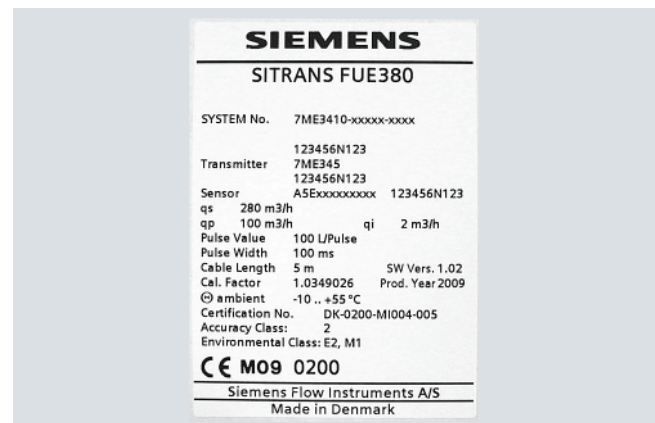 SIEMENS
SITRANS FUE380
SYSTEM No. 7ME3410-xxxxx-xxxx
123456N123
Transmitter 7ME345
123456N123
Sensor A5Exxxxxxxxx 123456N123
qs 280 m3/h
qp 100 m3/h qi 2 m3/h
Pulse Value 100 L/Pulse
Pulse Width 100 ms
Cable Length 5 m SW Vers. 1.02
Cal. Factor 1.0349026 Prod. Year 2009
Θ ambient -10 .. +55 °C
Certification No. DK-0200-MI004-005
Accuracy Class: 2
Environmental Class: E2, M1
CE M09 0200
Siemens Flow Instruments A/S
Made in Denmark